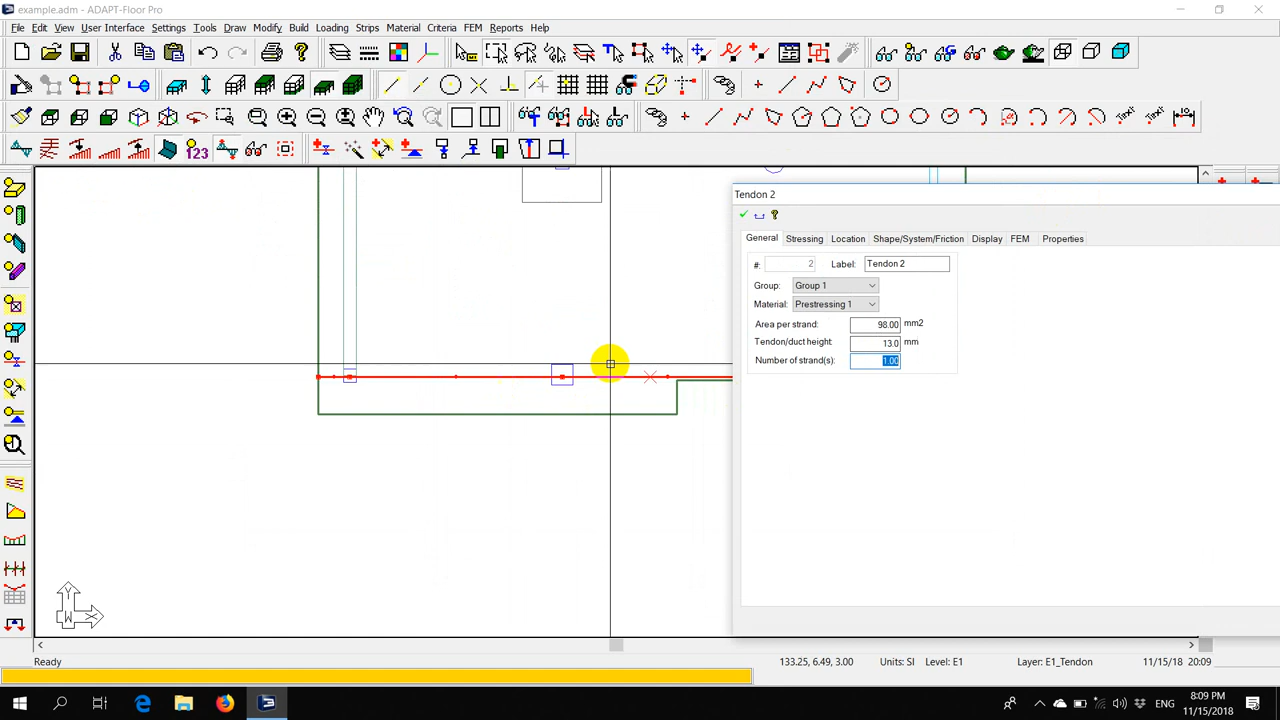 example.adm - ADAPT-Floor Pro
File Edit View User Interface Settings Tools Draw Modify Build Loading Strips Material Criteria FEM Reports Help
123
Tendon 2
General Stressing Location Shape/System/Friction Display FEM Properties
#: 2 Label: Tendon 2
Group: Group 1
Material: Prestressing 1
Area per strand: 98.00 mm2
Tendon/duct height: 13.0 mm
Number of strand(s): 1.00
Y
W X
Ready 133.25, 6.49, 3.00 Units: SI Level: E1 Layer: E1_Tendon 11/15/18 20:09
ENG 8:09 PM
11/15/2018